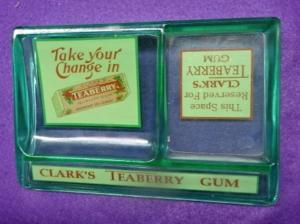 Take your
Change in
TEABERRY
This Space
Reserved For
CLARK'S
TEABERRY
GUM
CLARK'S TEABERRY GUM